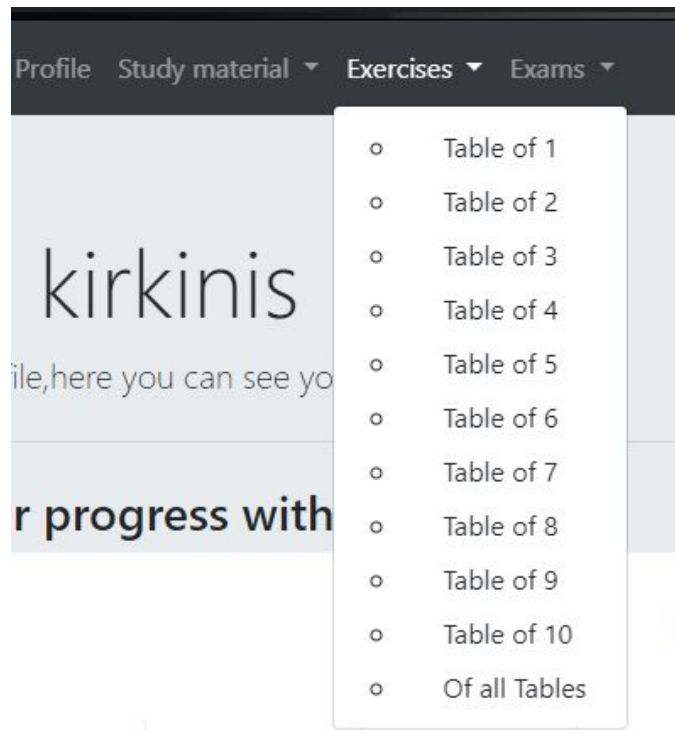 Profile Study material Exercises Exams
Table of 1
Table of 2
Table of 3
Table of 4
Table of 5
Table of 6
Table of 7
Table of 8
Table of 9
Table of 10
Of all Tables
kirkinis
file,here you can see yo
r progress with